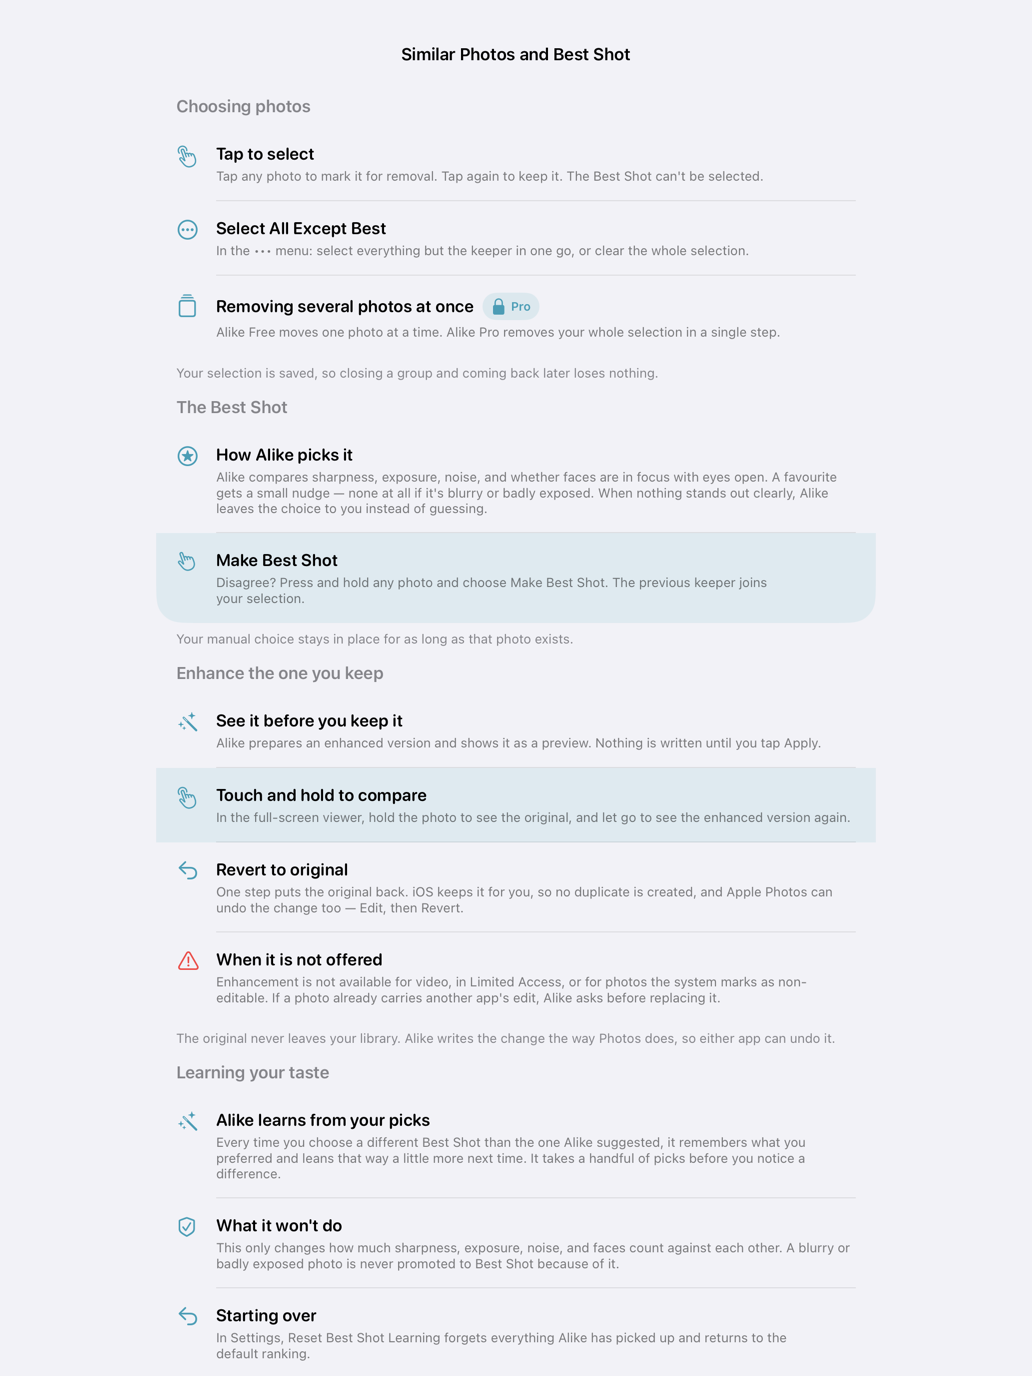 Similar Photos and Best Shot
Choosing photos
Tap to select
Tap any photo to mark it for removal. Tap again to keep it. The Best Shot can't be selected.
Select All Except Best
In the ••• menu: select everything but the keeper in one go, or clear the whole selection.
Removing several photos at once Pro
Alike Free moves one photo at a time. Alike Pro removes your whole selection in a single step.
Your selection is saved, so closing a group and coming back later loses nothing.
The Best Shot
How Alike picks it
Alike compares sharpness, exposure, noise, and whether faces are in focus with eyes open. A favourite
gets a small nudge — none at all if it's blurry or badly exposed. When nothing stands out clearly, Alike
leaves the choice to you instead of guessing.
Make Best Shot
Disagree? Press and hold any photo and choose Make Best Shot. The previous keeper joins
your selection.
Your manual choice stays in place for as long as that photo exists.
Enhance the one you keep
See it before you keep it
Alike prepares an enhanced version and shows it as a preview. Nothing is written until you tap Apply.
Touch and hold to compare
In the full-screen viewer, hold the photo to see the original, and let go to see the enhanced version again.
Revert to original
One step puts the original back. iOS keeps it for you, so no duplicate is created, and Apple Photos can
undo the change too — Edit, then Revert.
When it is not offered
Enhancement is not available for video, in Limited Access, or for photos the system marks as non-
editable. If a photo already carries another app's edit, Alike asks before replacing it.
The original never leaves your library. Alike writes the change the way Photos does, so either app can undo it.
Learning your taste
Alike learns from your picks
Every time you choose a different Best Shot than the one Alike suggested, it remembers what you
preferred and leans that way a little more next time. It takes a handful of picks before you notice a
difference.
What it won't do
This only changes how much sharpness, exposure, noise, and faces count against each other. A blurry or
badly exposed photo is never promoted to Best Shot because of it.
Starting over
In Settings, Reset Best Shot Learning forgets everything Alike has picked up and returns to the
default ranking.